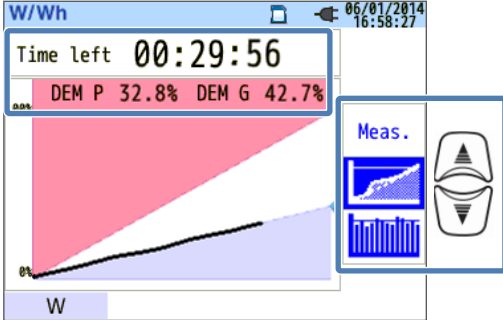 W/Wh
06/01/2014
16:58:27
Time left 00:29:56
DEM P 32.8% DEM G 42.7%
Meas.
0%
W